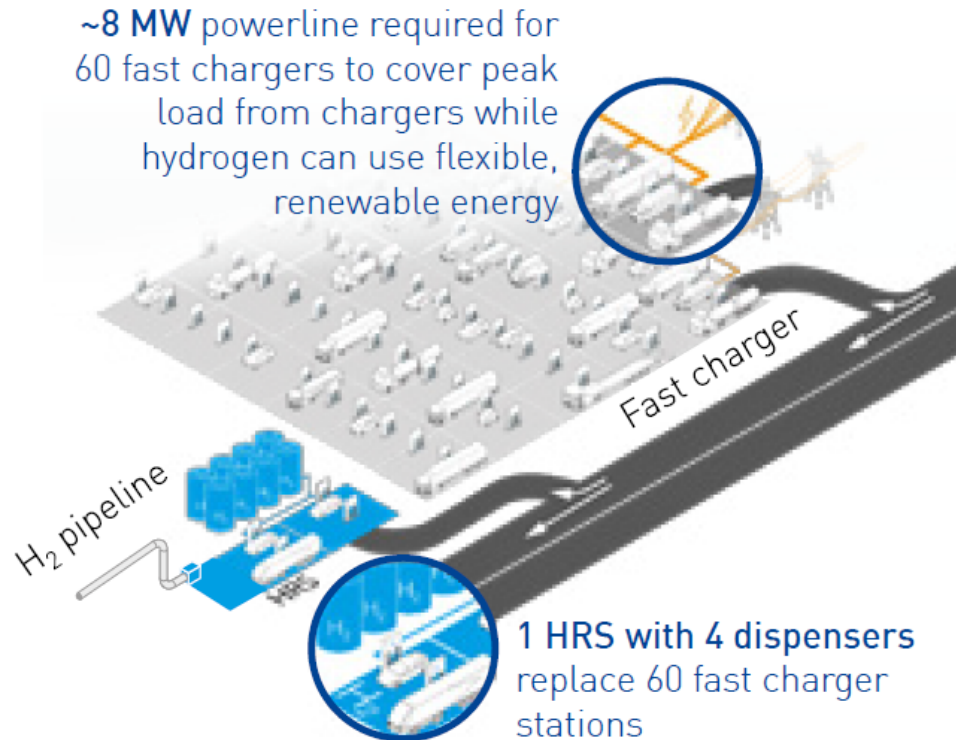 ~8 MW powerline required for
60 fast chargers to cover peak
load from chargers while
hydrogen can use flexible,
renewable energy
Fast charger
H₂ pipeline
H₂
1 HRS with 4 dispensers
replace 60 fast charger
stations